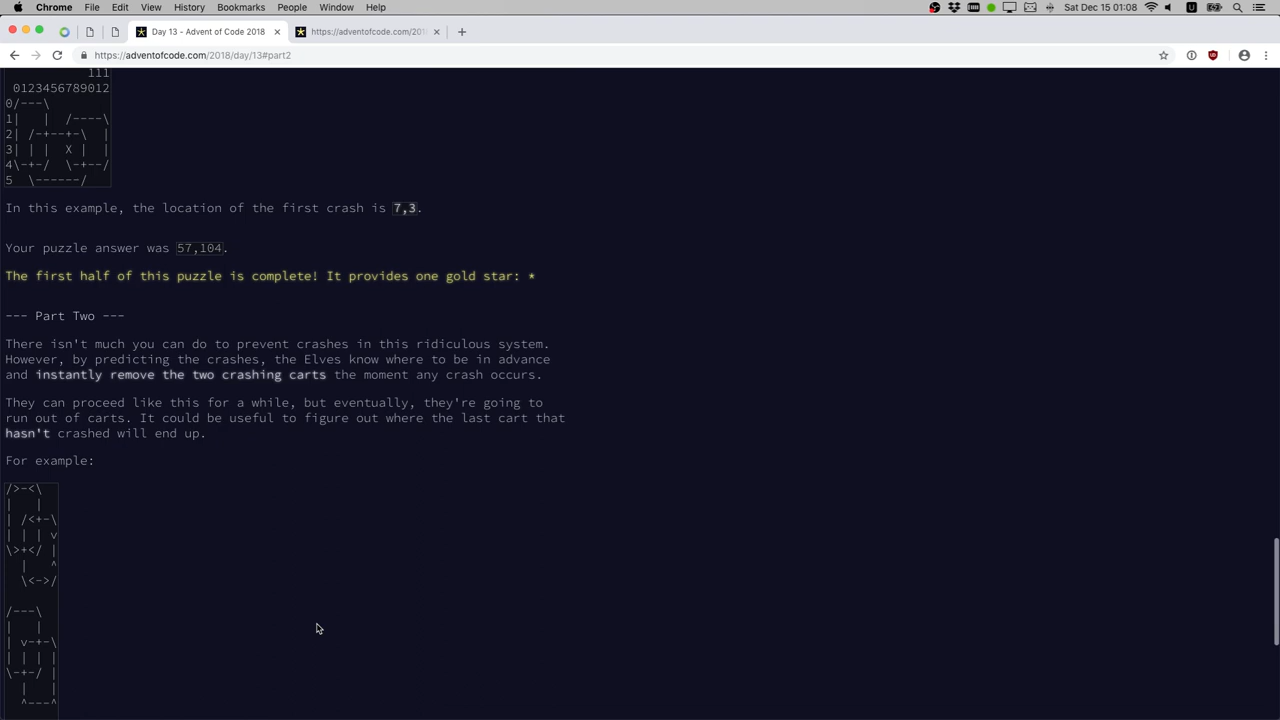 Chrome File Edit View History Bookmarks People Window Help Sat Dec 15 01:08
Day 13 - Advent of Code 2018 × https://adventofcode.com/201 × +
https://adventofcode.com/2018/day/13#part2
          111
 0123456789012
0/---\
1|   |  /----\
2| /-+--+-\  |
3| | |  X |  |
4\-+-/  \-+--/
5  \------/
In this example, the location of the first crash is 7,3.
Your puzzle answer was 57,104.
The first half of this puzzle is complete! It provides one gold star: *
--- Part Two ---
There isn't much you can do to prevent crashes in this ridiculous system.
However, by predicting the crashes, the Elves know where to be in advance
and instantly remove the two crashing carts the moment any crash occurs.
They can proceed like this for a while, but eventually, they're going to
run out of carts. It could be useful to figure out where the last cart that
hasn't crashed will end up.
For example:
/>-<\
|   |
| /<+-\
| | | v
\>+</ |
  |   ^
  \<->/
/---\
|   |
| v-+-\
| | | |
\-+-/ |
  |   |
  ^---^